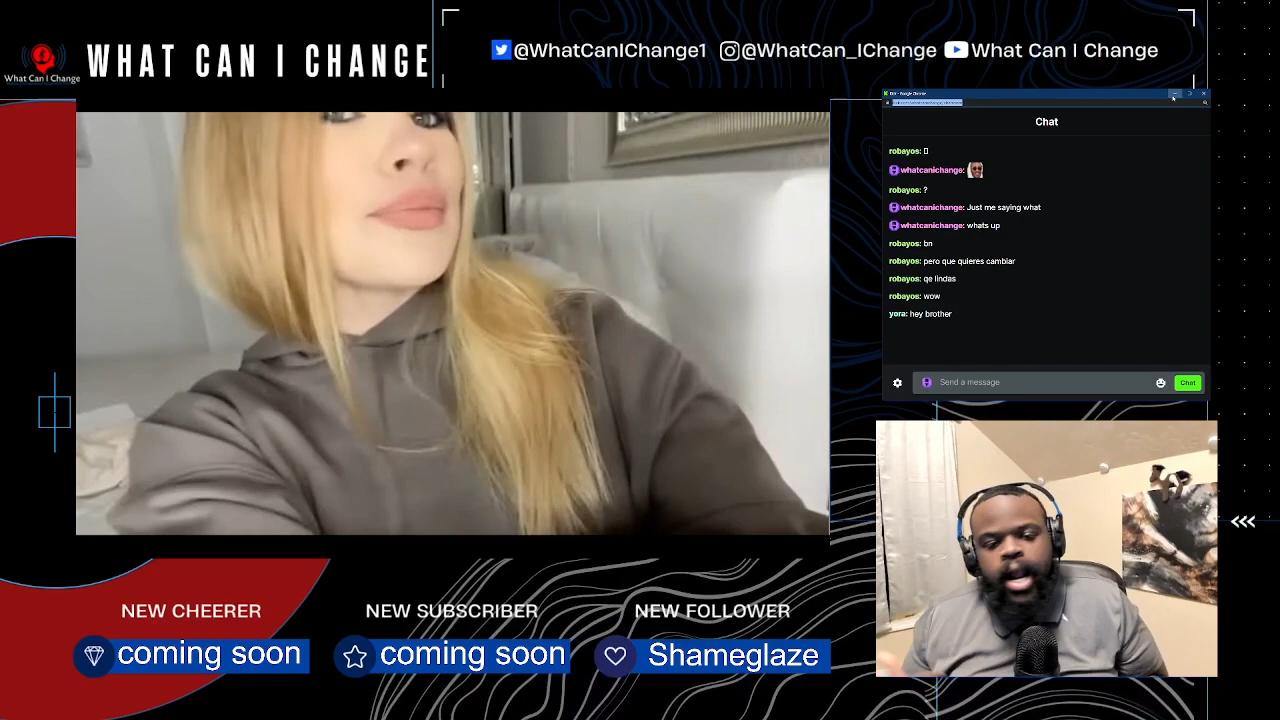 What Can I Change
WHAT CAN I CHANGE
@WhatCanIChange1 @WhatCan_IChange What Can I Change
Chat
robayos:
whatcanichange:
robayos: ?
whatcanichange: Just me saying what
whatcanichange: whats up
robayos: bn
robayos: pero que quieres cambiar
robayos: qe lindas
robayos: wow
yora: hey brother
Send a message
Chat
NEW CHEERER
NEW SUBSCRIBER
NEW FOLLOWER
coming soon
coming soon
Shameglaze